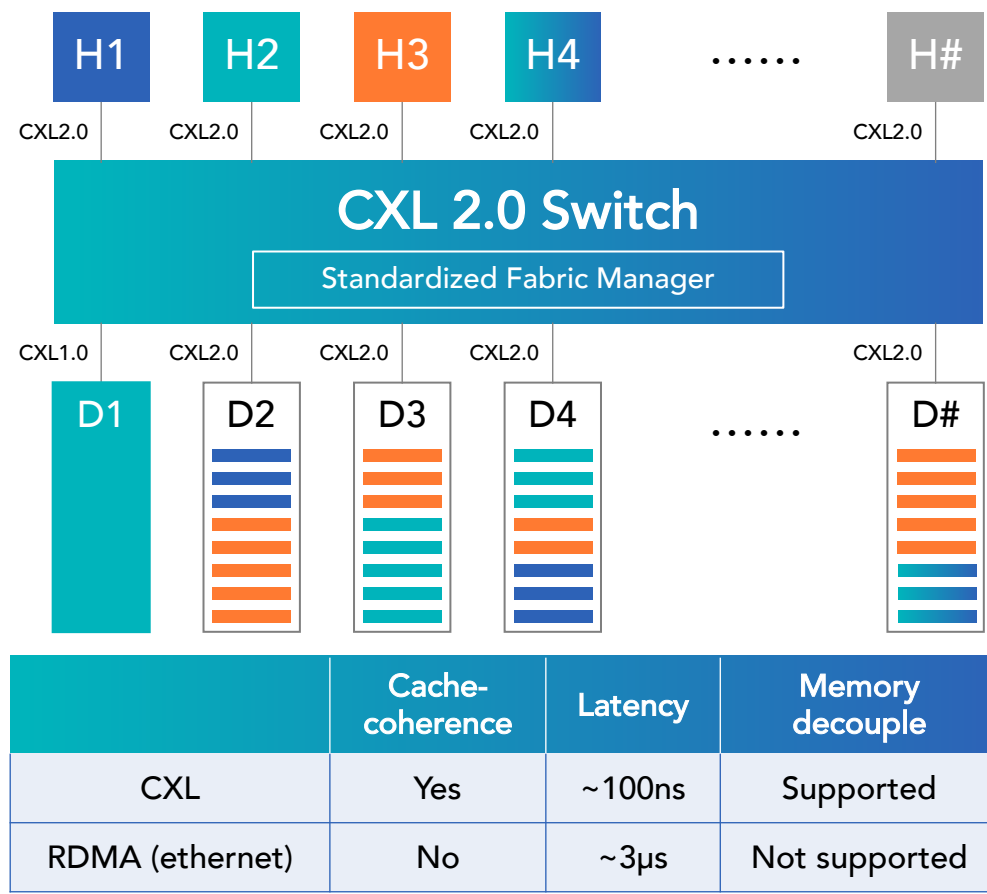 H1 H2 H3 H4 ...... H#
CXL2.0 CXL2.0 CXL2.0 CXL2.0 CXL2.0
CXL 2.0 Switch
Standardized Fabric Manager
CXL1.0 CXL2.0 CXL2.0 CXL2.0 CXL2.0
D1 D2 D3 D4 ...... D#
Cache-
coherence
Latency
Memory
decouple
CXL Yes ~100ns Supported
RDMA (ethernet) No ~3µs Not supported